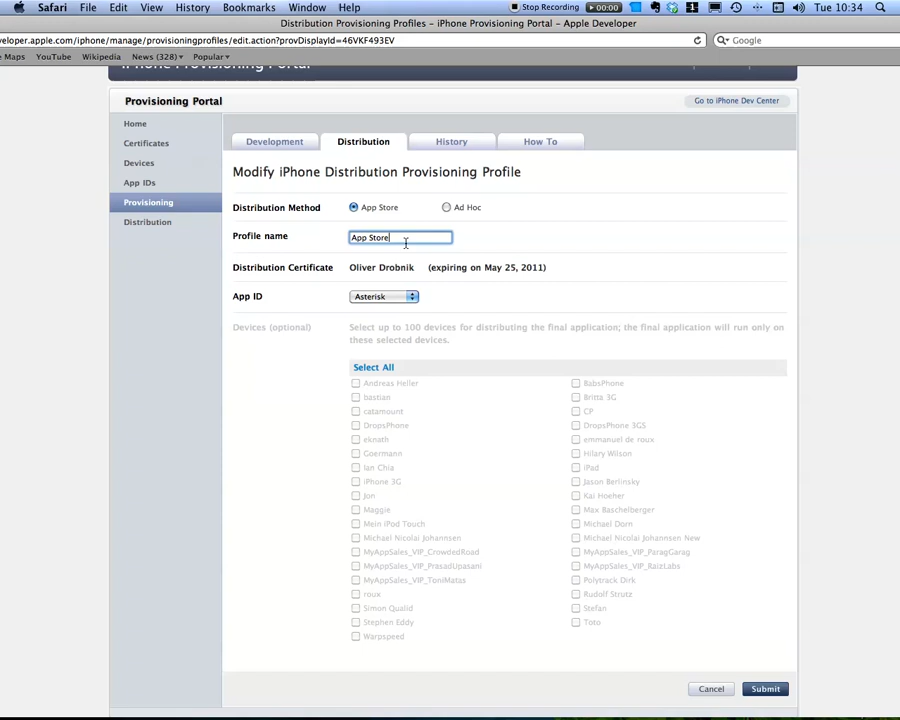 Safari File Edit View History Bookmarks Window Help Stop Recording 00:00 1 Tue 10:34
Distribution Provisioning Profiles – iPhone Provisioning Portal – Apple Developer
eloper.apple.com/iphone/manage/provisioningprofiles/edit.action?provDisplayId=46VKF493EV Google
Maps YouTube Wikipedia News (328) Popular
iPhone Provisioning Portal
Provisioning Portal Go to iPhone Dev Center
Home
Certificates
Devices
App IDs
Provisioning
Distribution
Development Distribution History How To
Modify iPhone Distribution Provisioning Profile
Distribution Method App Store Ad Hoc
Profile name App Store
Distribution Certificate Oliver Drobnik (expiring on May 25, 2011)
App ID Asterisk
Devices (optional) Select up to 100 devices for distributing the final application; the final application will run only on
these selected devices.
Select All
Andreas Heller BabsPhone
bastian Britta 3G
catamount CP
DropsPhone DropsPhone 3GS
eknath emmanuel de roux
Goermann Hilary Wilson
Ian Chia iPad
iPhone 3G Jason Berlinsky
Jon Kai Hoeher
Maggie Max Baschelberger
Mein iPod Touch Michael Dorn
Michael Nicolai Johannsen Michael Nicolai Johannsen New
MyAppSales_VIP_CrowdedRoad MyAppSales_VIP_ParagGarag
MyAppSales_VIP_PrasadUpasani MyAppSales_VIP_RaizLabs
MyAppSales_VIP_ToniMatas Polytrack Dirk
roux Rudolf Strutz
Simon Qualid Stefan
Stephen Eddy Toto
Warpspeed
Cancel Submit